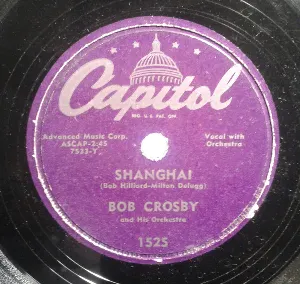 Capitol
REG. U.S. PAT. OFF.
Advanced Music Corp.
ASCAP-2:45
7533-Y
Vocal with
Orchestra
SHANGHAI
(Bob Hilliard-Milton Delugg)
BOB CROSBY
and His Orchestra
1525